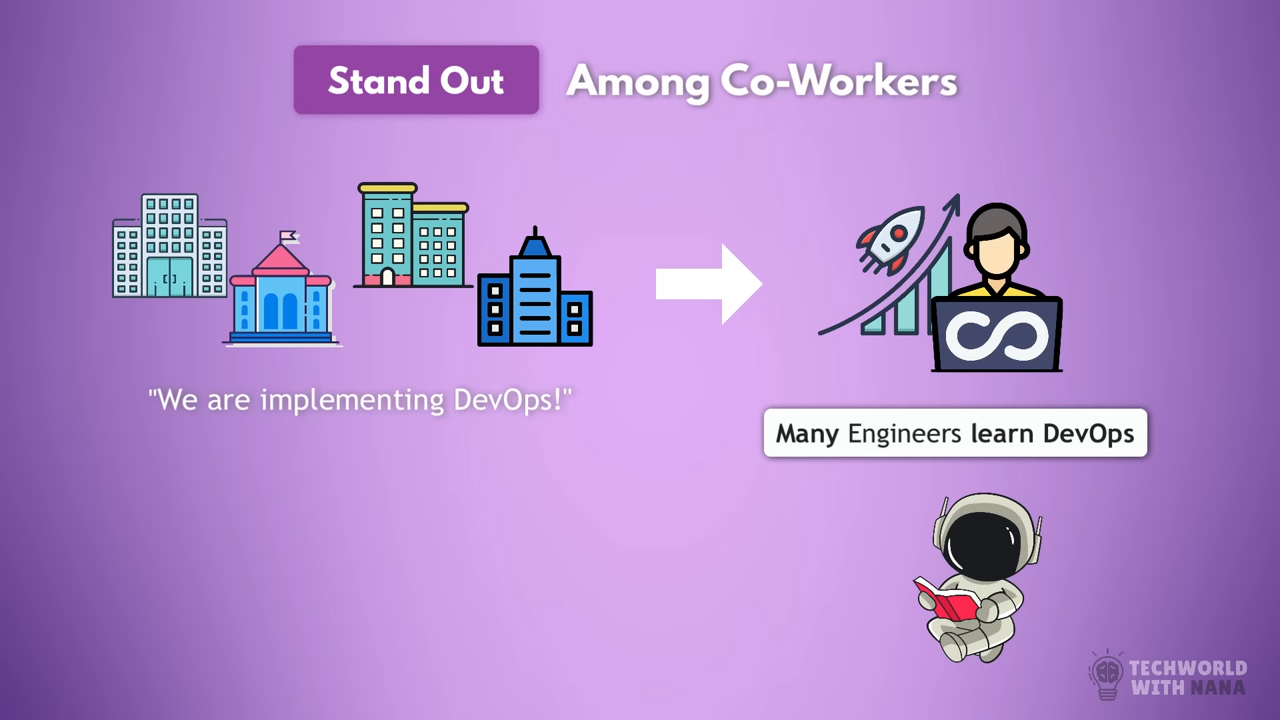 Stand Out Among Co-Workers
"We are implementing DevOps!"
Many Engineers learn DevOps
TECHWORLD
WITH NANA